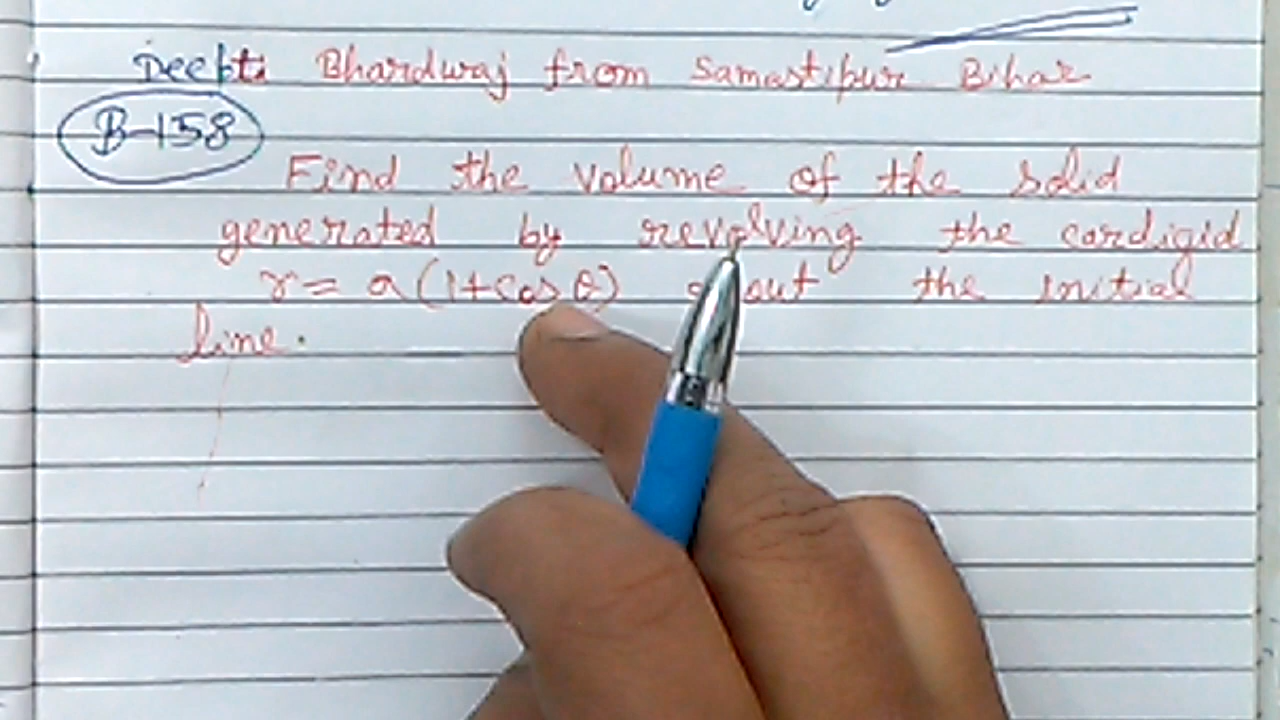 Deepti Bhardwaj from Samastipur Bihar
B-158
Find the volume of the solid
generated by revolving the cardioid
r = a(1+cos θ) about the initial
line.